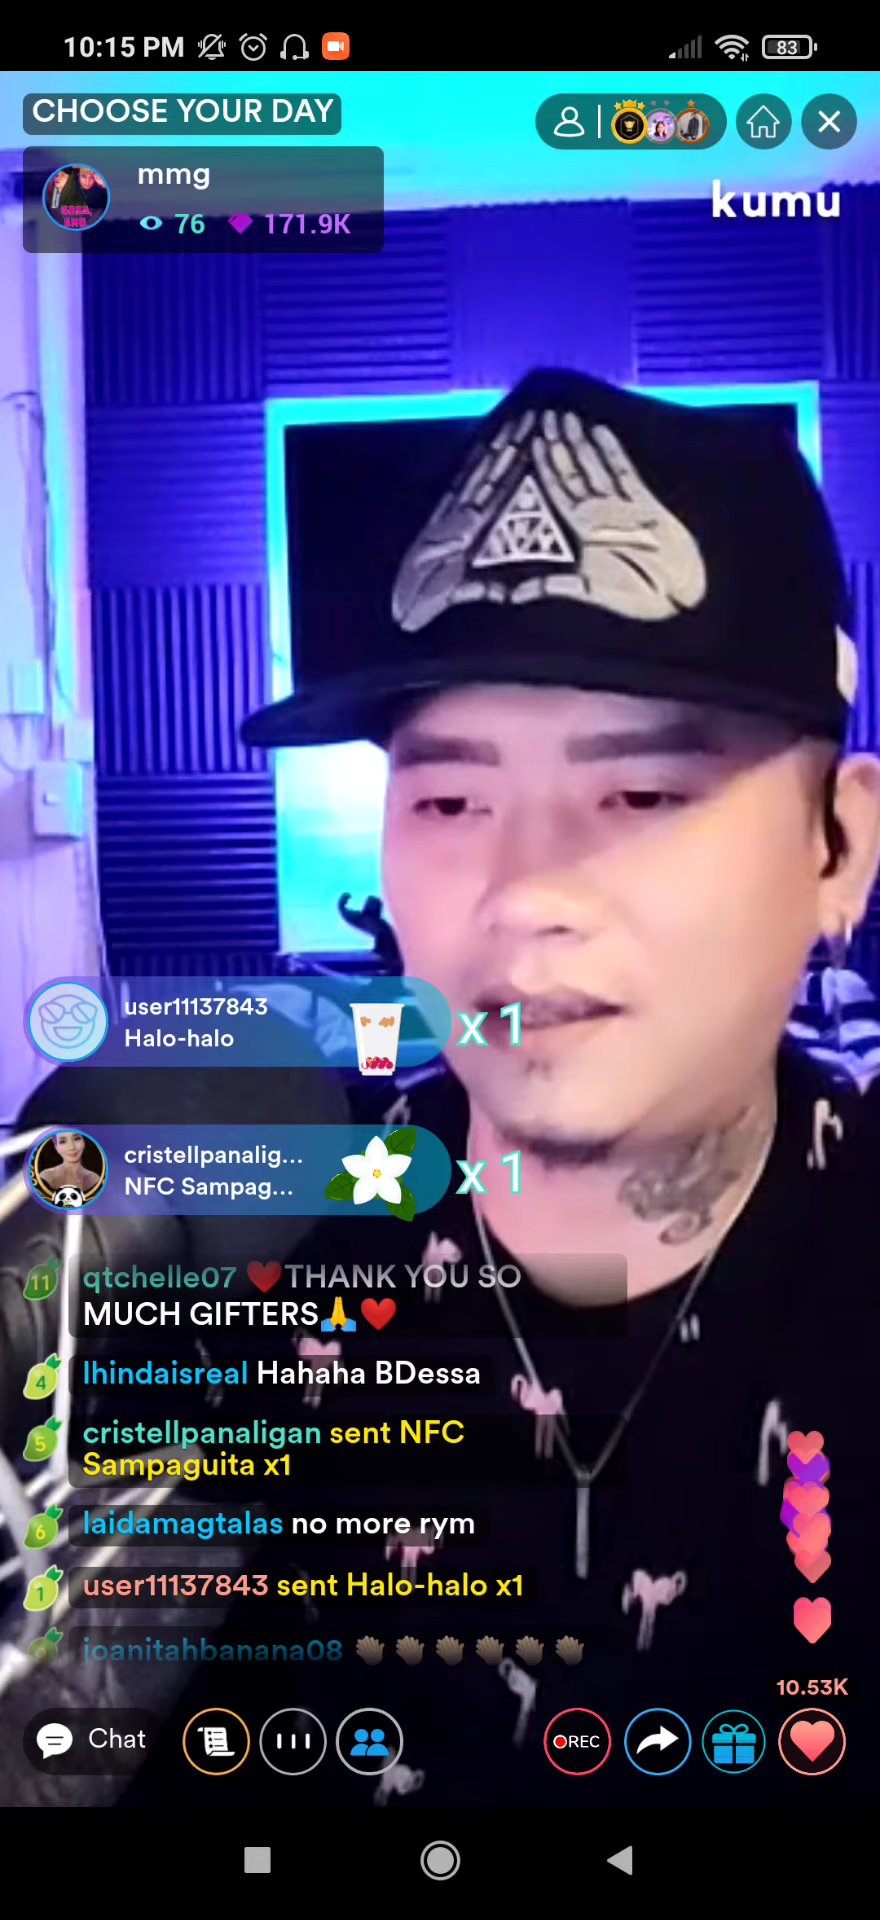 10:15 PM
83
CHOOSE YOUR DAY
mmg
76 171.9K
kumu
user11137843
Halo-halo
x 1
cristellpanalig...
NFC Sampag...
x 1
11 qtchelle07 ❤️THANK YOU SO
MUCH GIFTERS🙏❤️
4 lhindaisreal Hahaha BDessa
5 cristellpanaligan sent NFC
Sampaguita x1
6 laidamagtalas no more rym
1 user11137843 sent Halo-halo x1
joanitahbanana08 👏👏👏👏👏👏
10.53K
Chat
REC